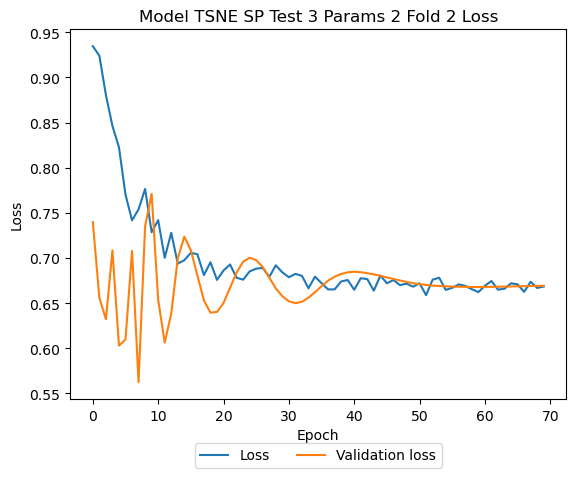 Model TSNE SP Test 3 Params 2 Fold 2 Loss
0.95
0.90
0.85
0.80
0.75
0.70
0.65
0.60
0.55
Loss
0 10 20 30 40 50 60 70
Epoch
Loss Validation loss